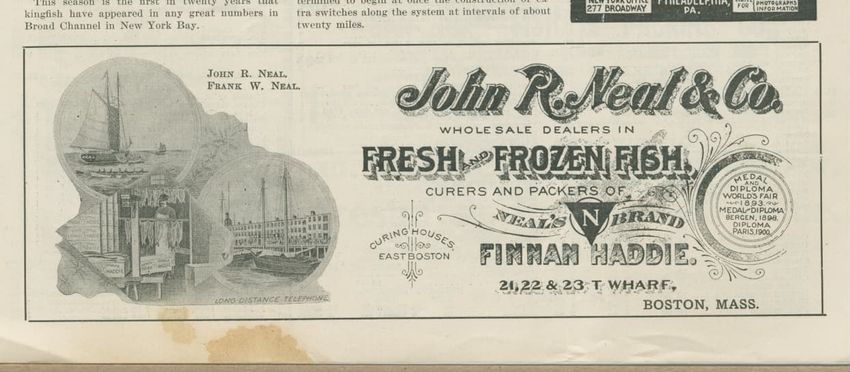 This season is the first in twenty years that
kingfish have appeared in any great numbers in
Broad Channel in New York Bay.
termined to begin at once the construction of ex-
tra switches along the system at intervals of about
twenty miles.
NEW YORK OFFICE
277 BROADWAY
PHILADELPHIA,
PA.
FOR
PHOTOGRAPHS
INFORMATION
JOHN R. NEAL.
FRANK W. NEAL.
LONG DISTANCE TELEPHONE
John R. Neal & Co.
WHOLESALE DEALERS IN
FRESH AND FROZEN FISH.
CURERS AND PACKERS OF
NEAL'S N BRAND
FINNAN HADDIE.
CURING HOUSES,
EAST BOSTON
21, 22 & 23 T WHARF,
BOSTON, MASS.
MEDAL
AND
DIPLOMA
WORLD'S FAIR
1893.
MEDAL AND DIPLOMA
BERGEN, 1898.
DIPLOMA
PARIS, 1900.